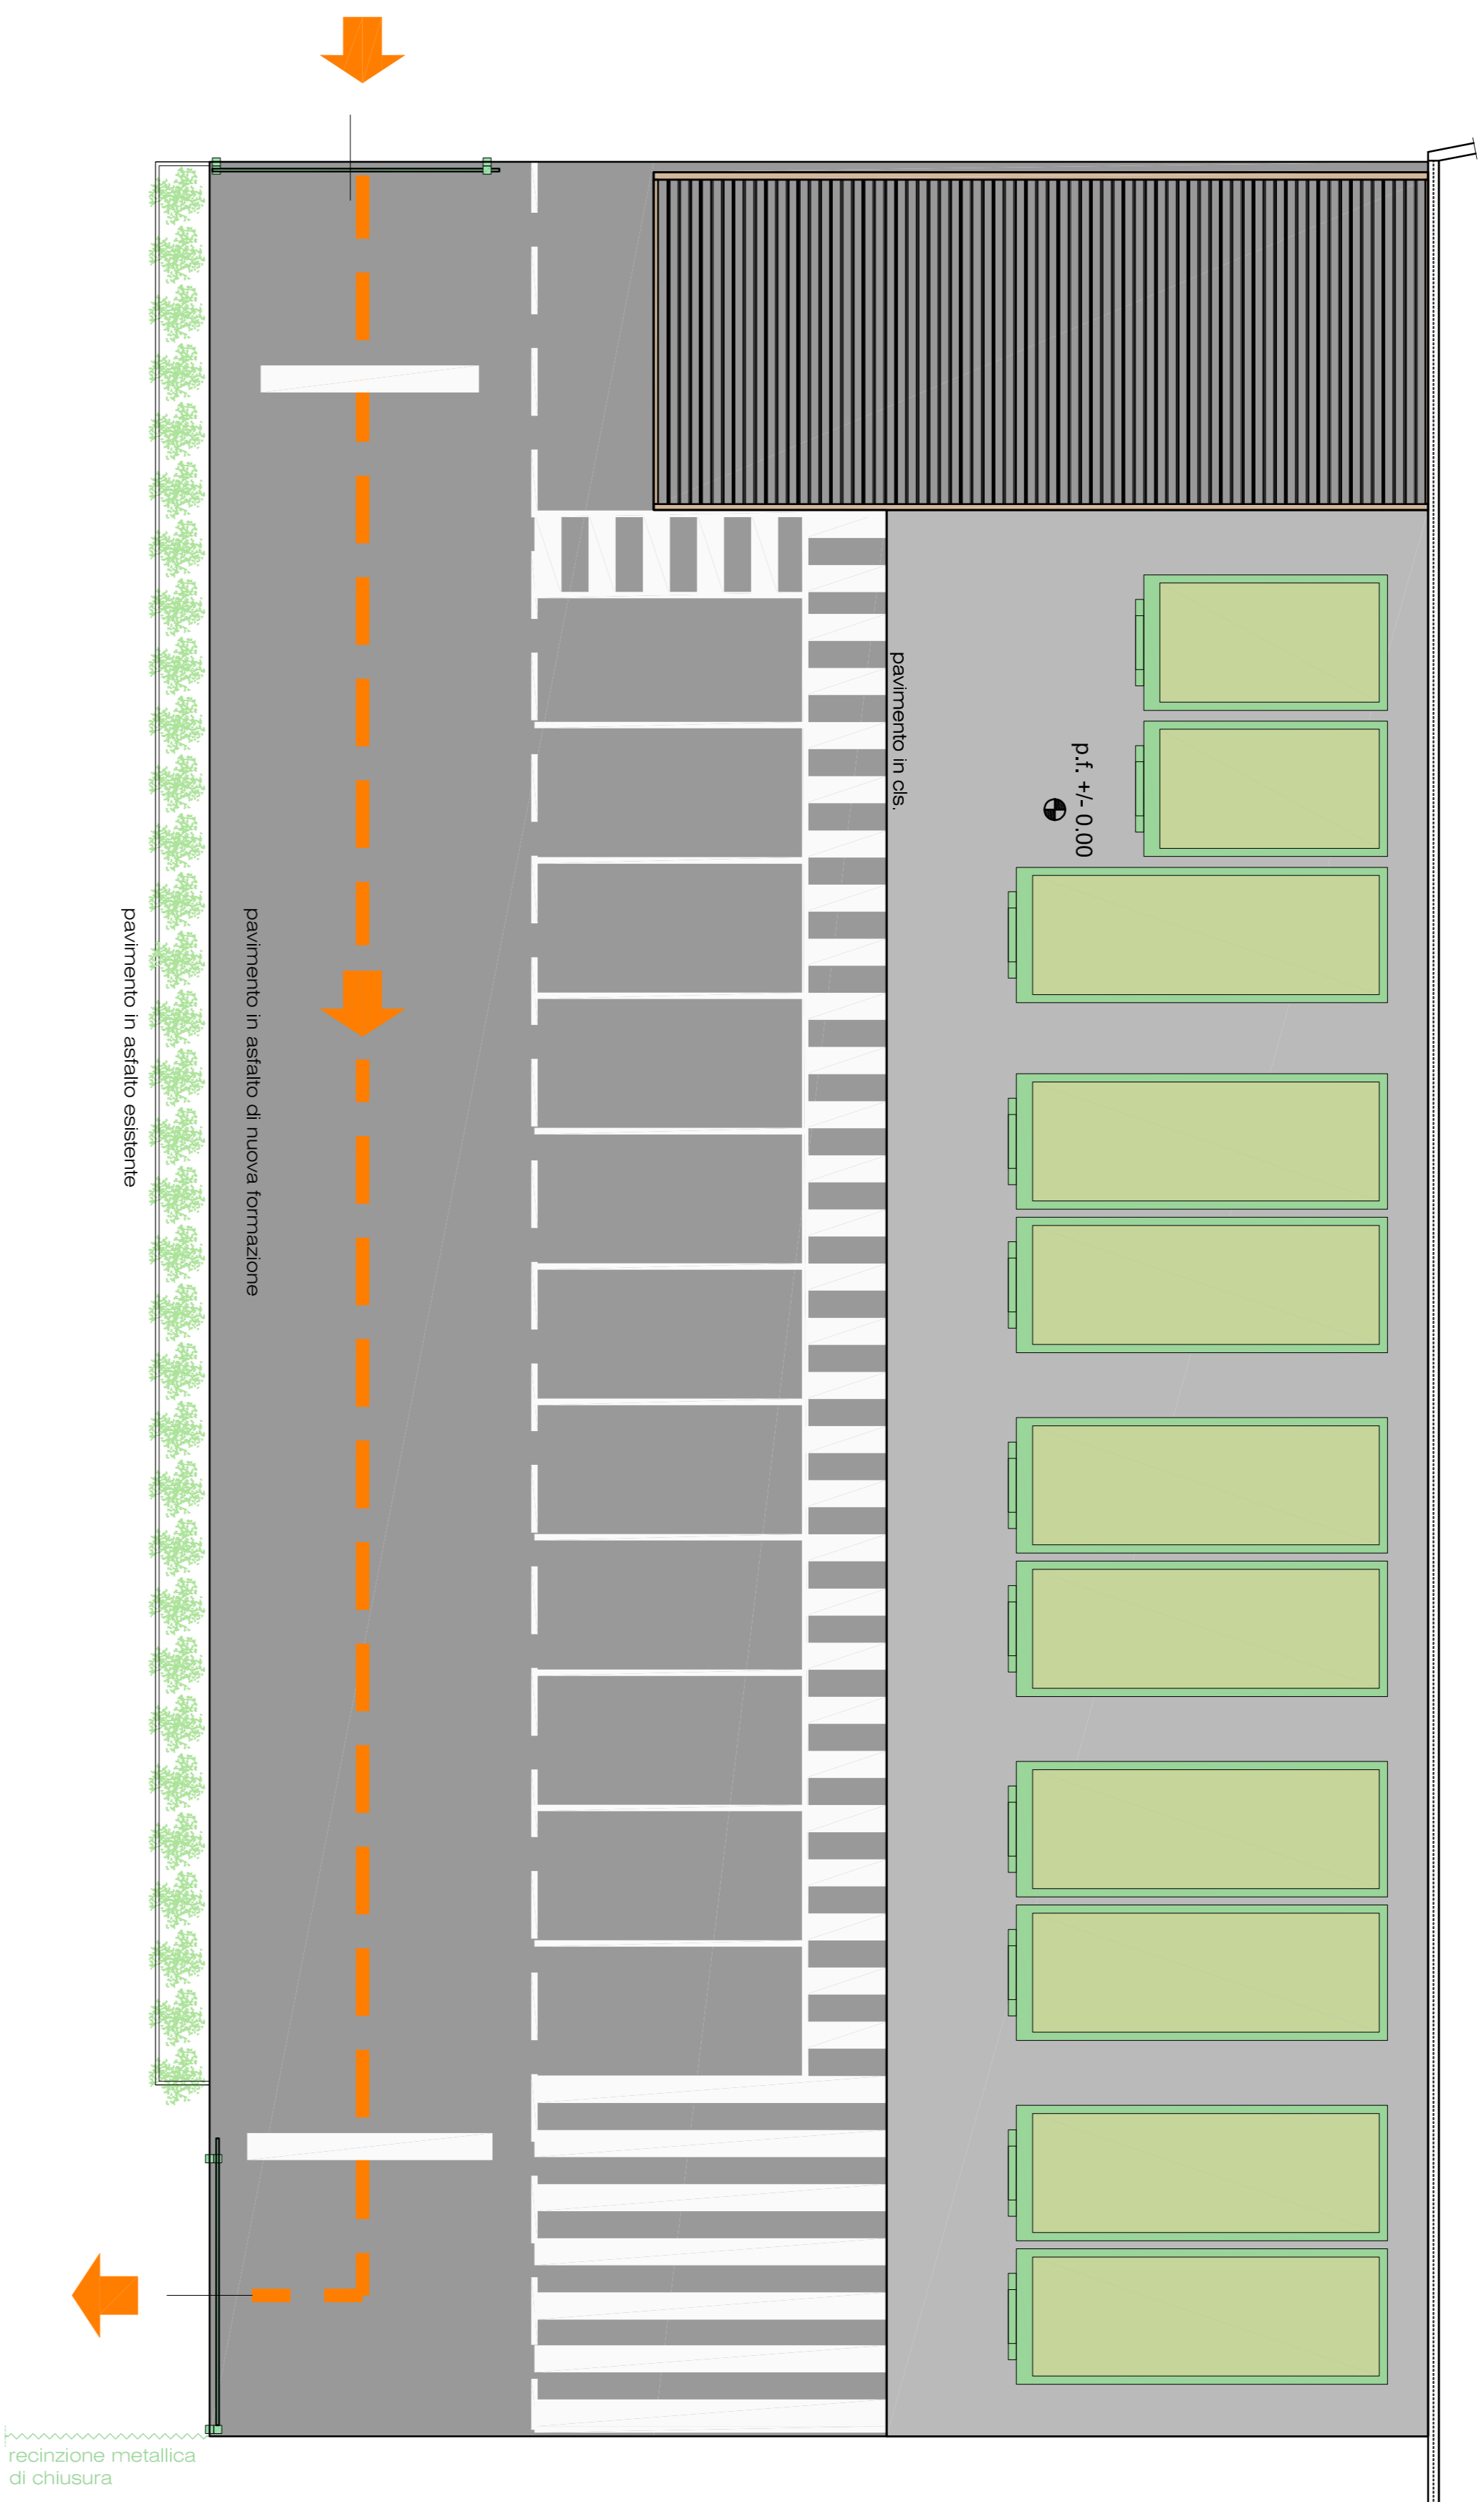 pavimento in cls.
p.f. +/- 0.00
pavimento in asfalto di nuova formazione
pavimento in asfalto esistente
recinzione metallica
di chiusura